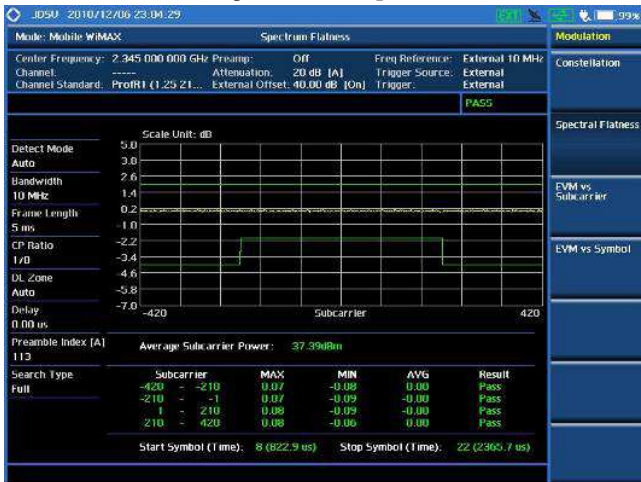 JDSU 2010/12/06 23:04:29 EXT 99%
Mode: Mobile WiMAX Spectrum Flatness
Center Frequency: 2.345 000 000 GHz Preamp: Off Freq Reference: External 10 MHz
Channel: ----- Attenuation: 20 dB [A] Trigger Source: External
Channel Standard: ProfR1 (1.25 21... External Offset: 40.00 dB [On] Trigger: External
PASS
Modulation
Constellation
Spectral Flatness
EVM vs
Subcarrier
EVM vs Symbol
Detect Mode
Auto
Bandwidth
10 MHz
Frame Length
5 ms
CP Ratio
1/8
DL Zone
Auto
Delay
0.00 us
Preamble Index [A]
113
Search Type
Full
Scale Unit: dB
5.0
3.8
2.6
1.4
0.2
-1.0
-2.2
-3.4
-4.6
-5.8
-7.0
-420 Subcarrier 420
Average Subcarrier Power: 37.39dBm
Subcarrier MAX MIN AVG Result
-420 - -210 0.07 -0.08 0.00 Pass
-210 - -1 0.07 -0.09 -0.00 Pass
1 - 210 0.08 -0.09 -0.00 Pass
210 - 420 0.08 -0.06 0.00 Pass
Start Symbol (Time): 8 (822.9 us) Stop Symbol (Time): 22 (2365.7 us)